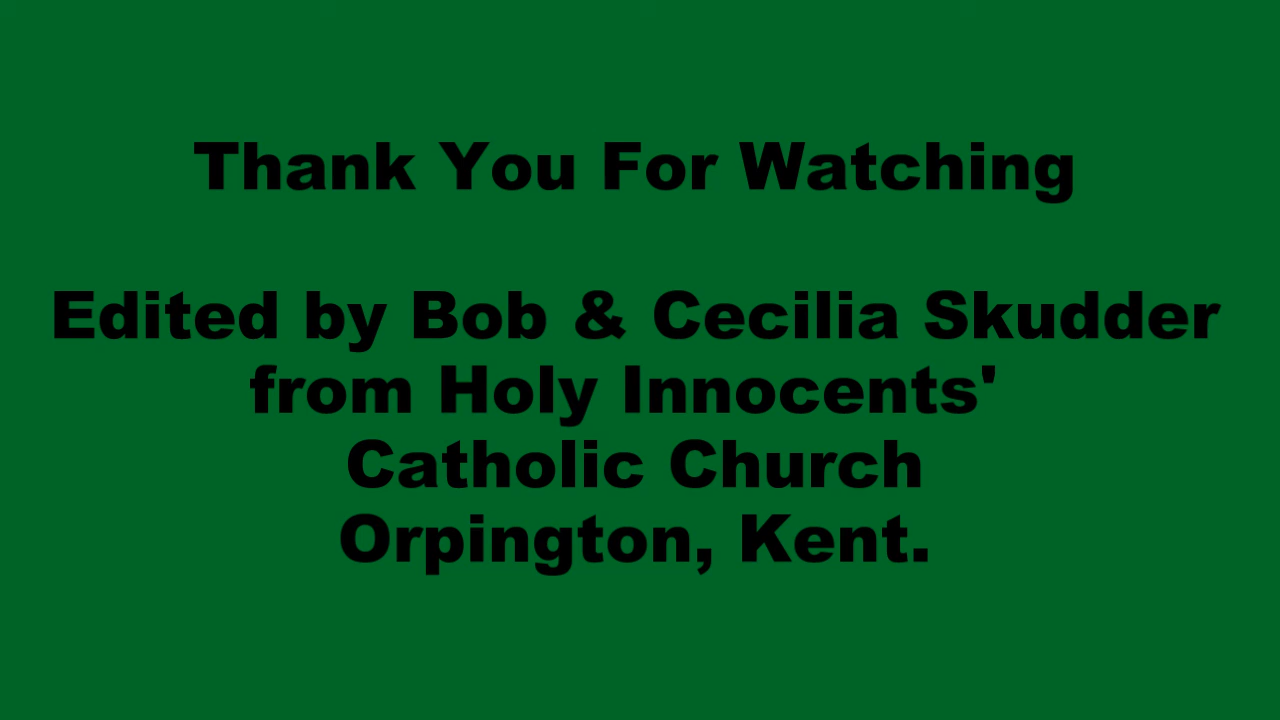 Thank You For Watching
Edited by Bob & Cecilia Skudder
from Holy Innocents'
Catholic Church
Orpington, Kent.